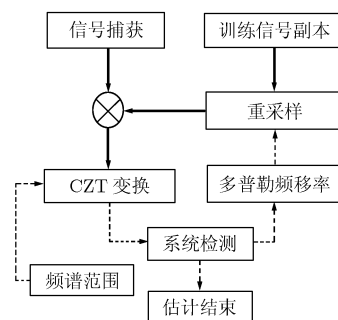 信号捕获
训练信号副本
重采样
CZT 变换
多普勒频移率
系统检测
频谱范围
估计结束